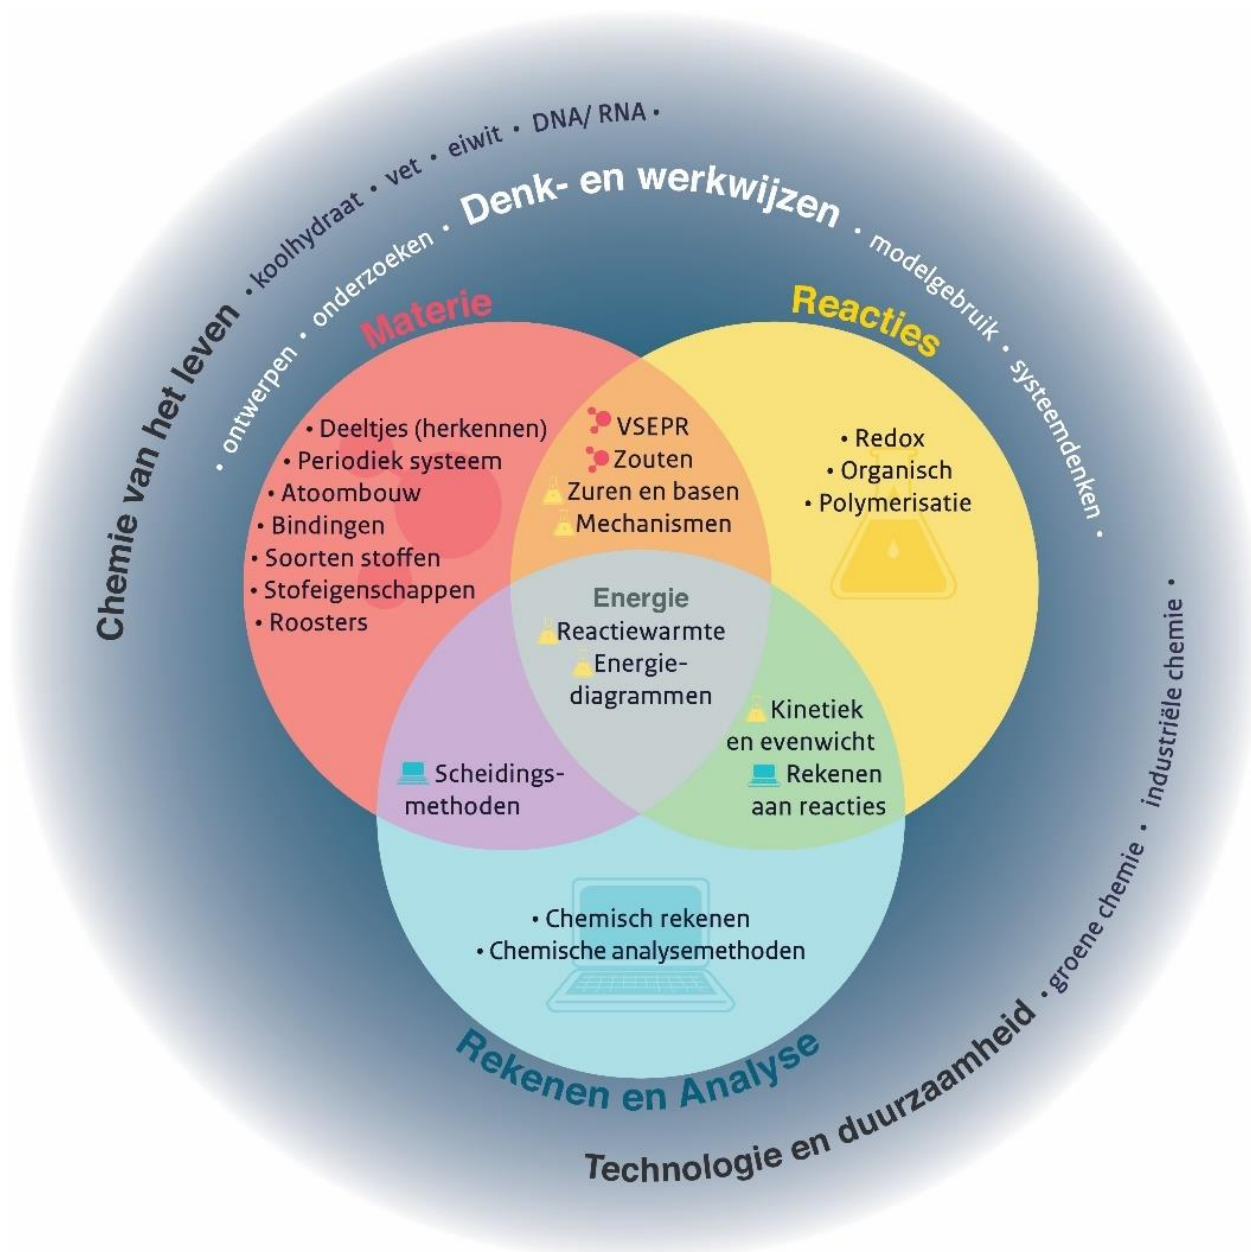 Chemie van het leven • koolhydraat • vet • eiwit • DNA/ RNA •
• ontwerpen • onderzoeken • Denk- en werkwijzen • modelgebruik • systeemdenken •
Materie
Reacties
• Deeltjes (herkennen)
• Periodiek systeem
• Atoombouw
• Bindingen
• Soorten stoffen
• Stofeigenschappen
• Roosters
VSEPR
Zouten
Zuren en basen
Mechanismen
• Redox
• Organisch
• Polymerisatie
Energie
Reactiewarmte
Energie-
diagrammen
Scheidings-
methoden
Kinetiek
en evenwicht
Rekenen
aan reacties
• Chemisch rekenen
• Chemische analysemethoden
Rekenen en Analyse
Technologie en duurzaamheid • groene chemie • industriële chemie •